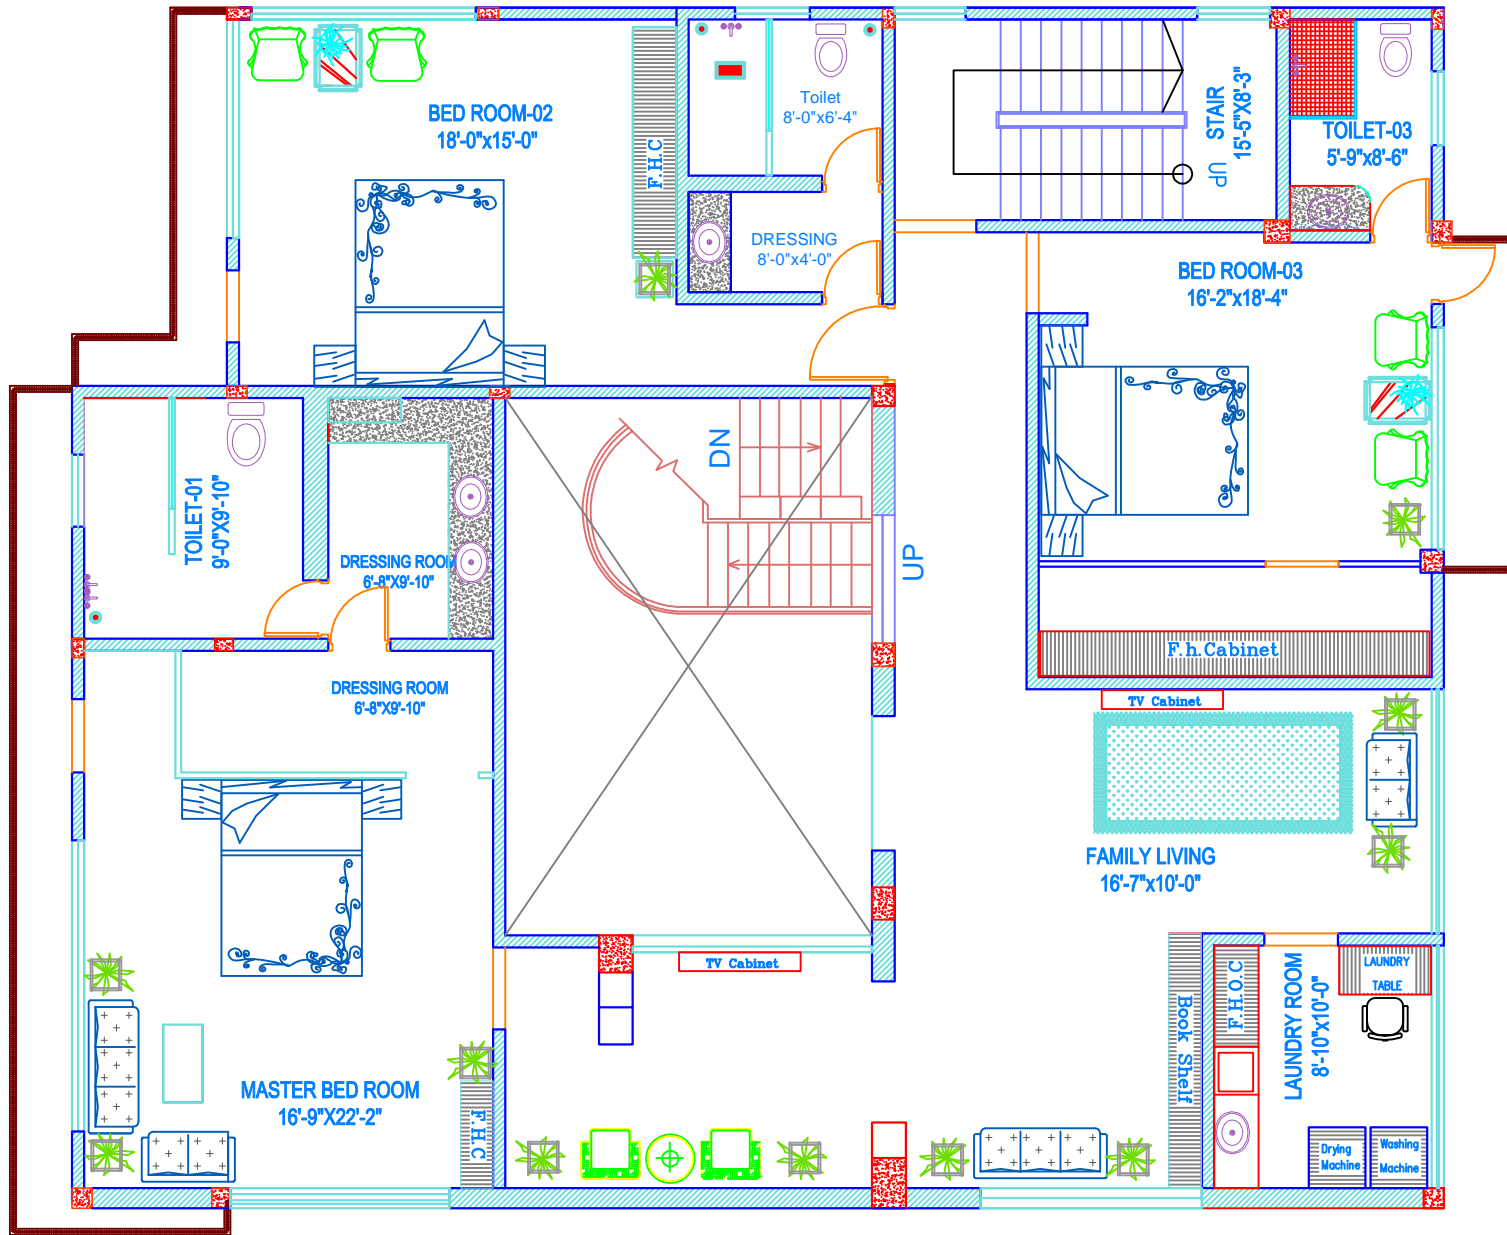 BED ROOM-02
18'-0"x15'-0"
F.H.C
Toilet
8'-0"x6'-4"
DRESSING
8'-0"x4'-0"
STAIR
15'-5"X8'-3"
UP
TOILET-03
5'-9"x8'-6"
BED ROOM-03
16'-2"x18'-4"
TOILET-01
9'-0"X9'-10"
DRESSING ROOM
6'-8"X9'-10"
DN
UP
F.h.Cabinet
DRESSING ROOM
6'-8"X9'-10"
TV Cabinet
FAMILY LIVING
16'-7"x10'-0"
TV Cabinet
MASTER BED ROOM
16'-9"X22'-2"
F.H.C
Book Shelf
F.H.O.C
LAUNDRY ROOM
8'-10"x10'-0"
LAUNDRY
TABLE
Drying
Machine
Washing
Machine